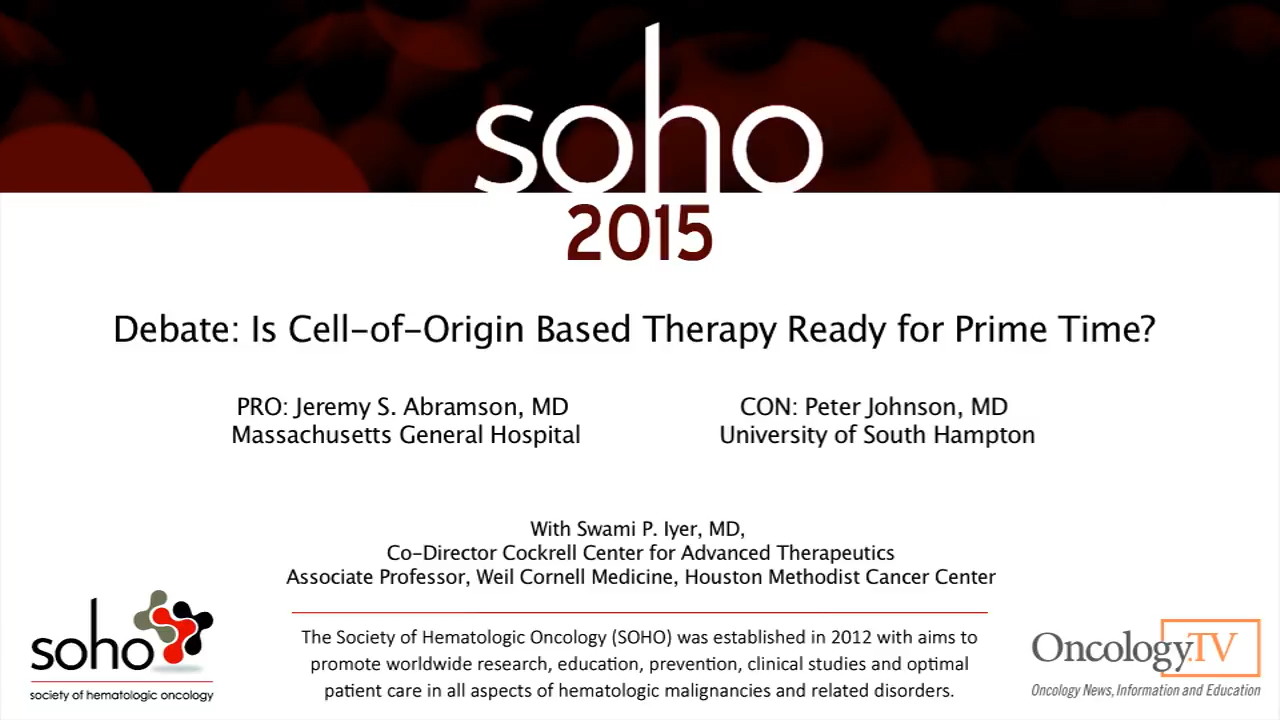 soho
2015
Debate: Is Cell-of-Origin Based Therapy Ready for Prime Time?
PRO: Jeremy S. Abramson, MD
Massachusetts General Hospital
CON: Peter Johnson, MD
University of South Hampton
With Swami P. Iyer, MD,
Co-Director Cockrell Center for Advanced Therapeutics
Associate Professor, Weil Cornell Medicine, Houston Methodist Cancer Center
soho
society of hematologic oncology
The Society of Hematologic Oncology (SOHO) was established in 2012 with aims to
promote worldwide research, education, prevention, clinical studies and optimal
patient care in all aspects of hematologic malignancies and related disorders.
Oncology.TV
Oncology News, Information and Education